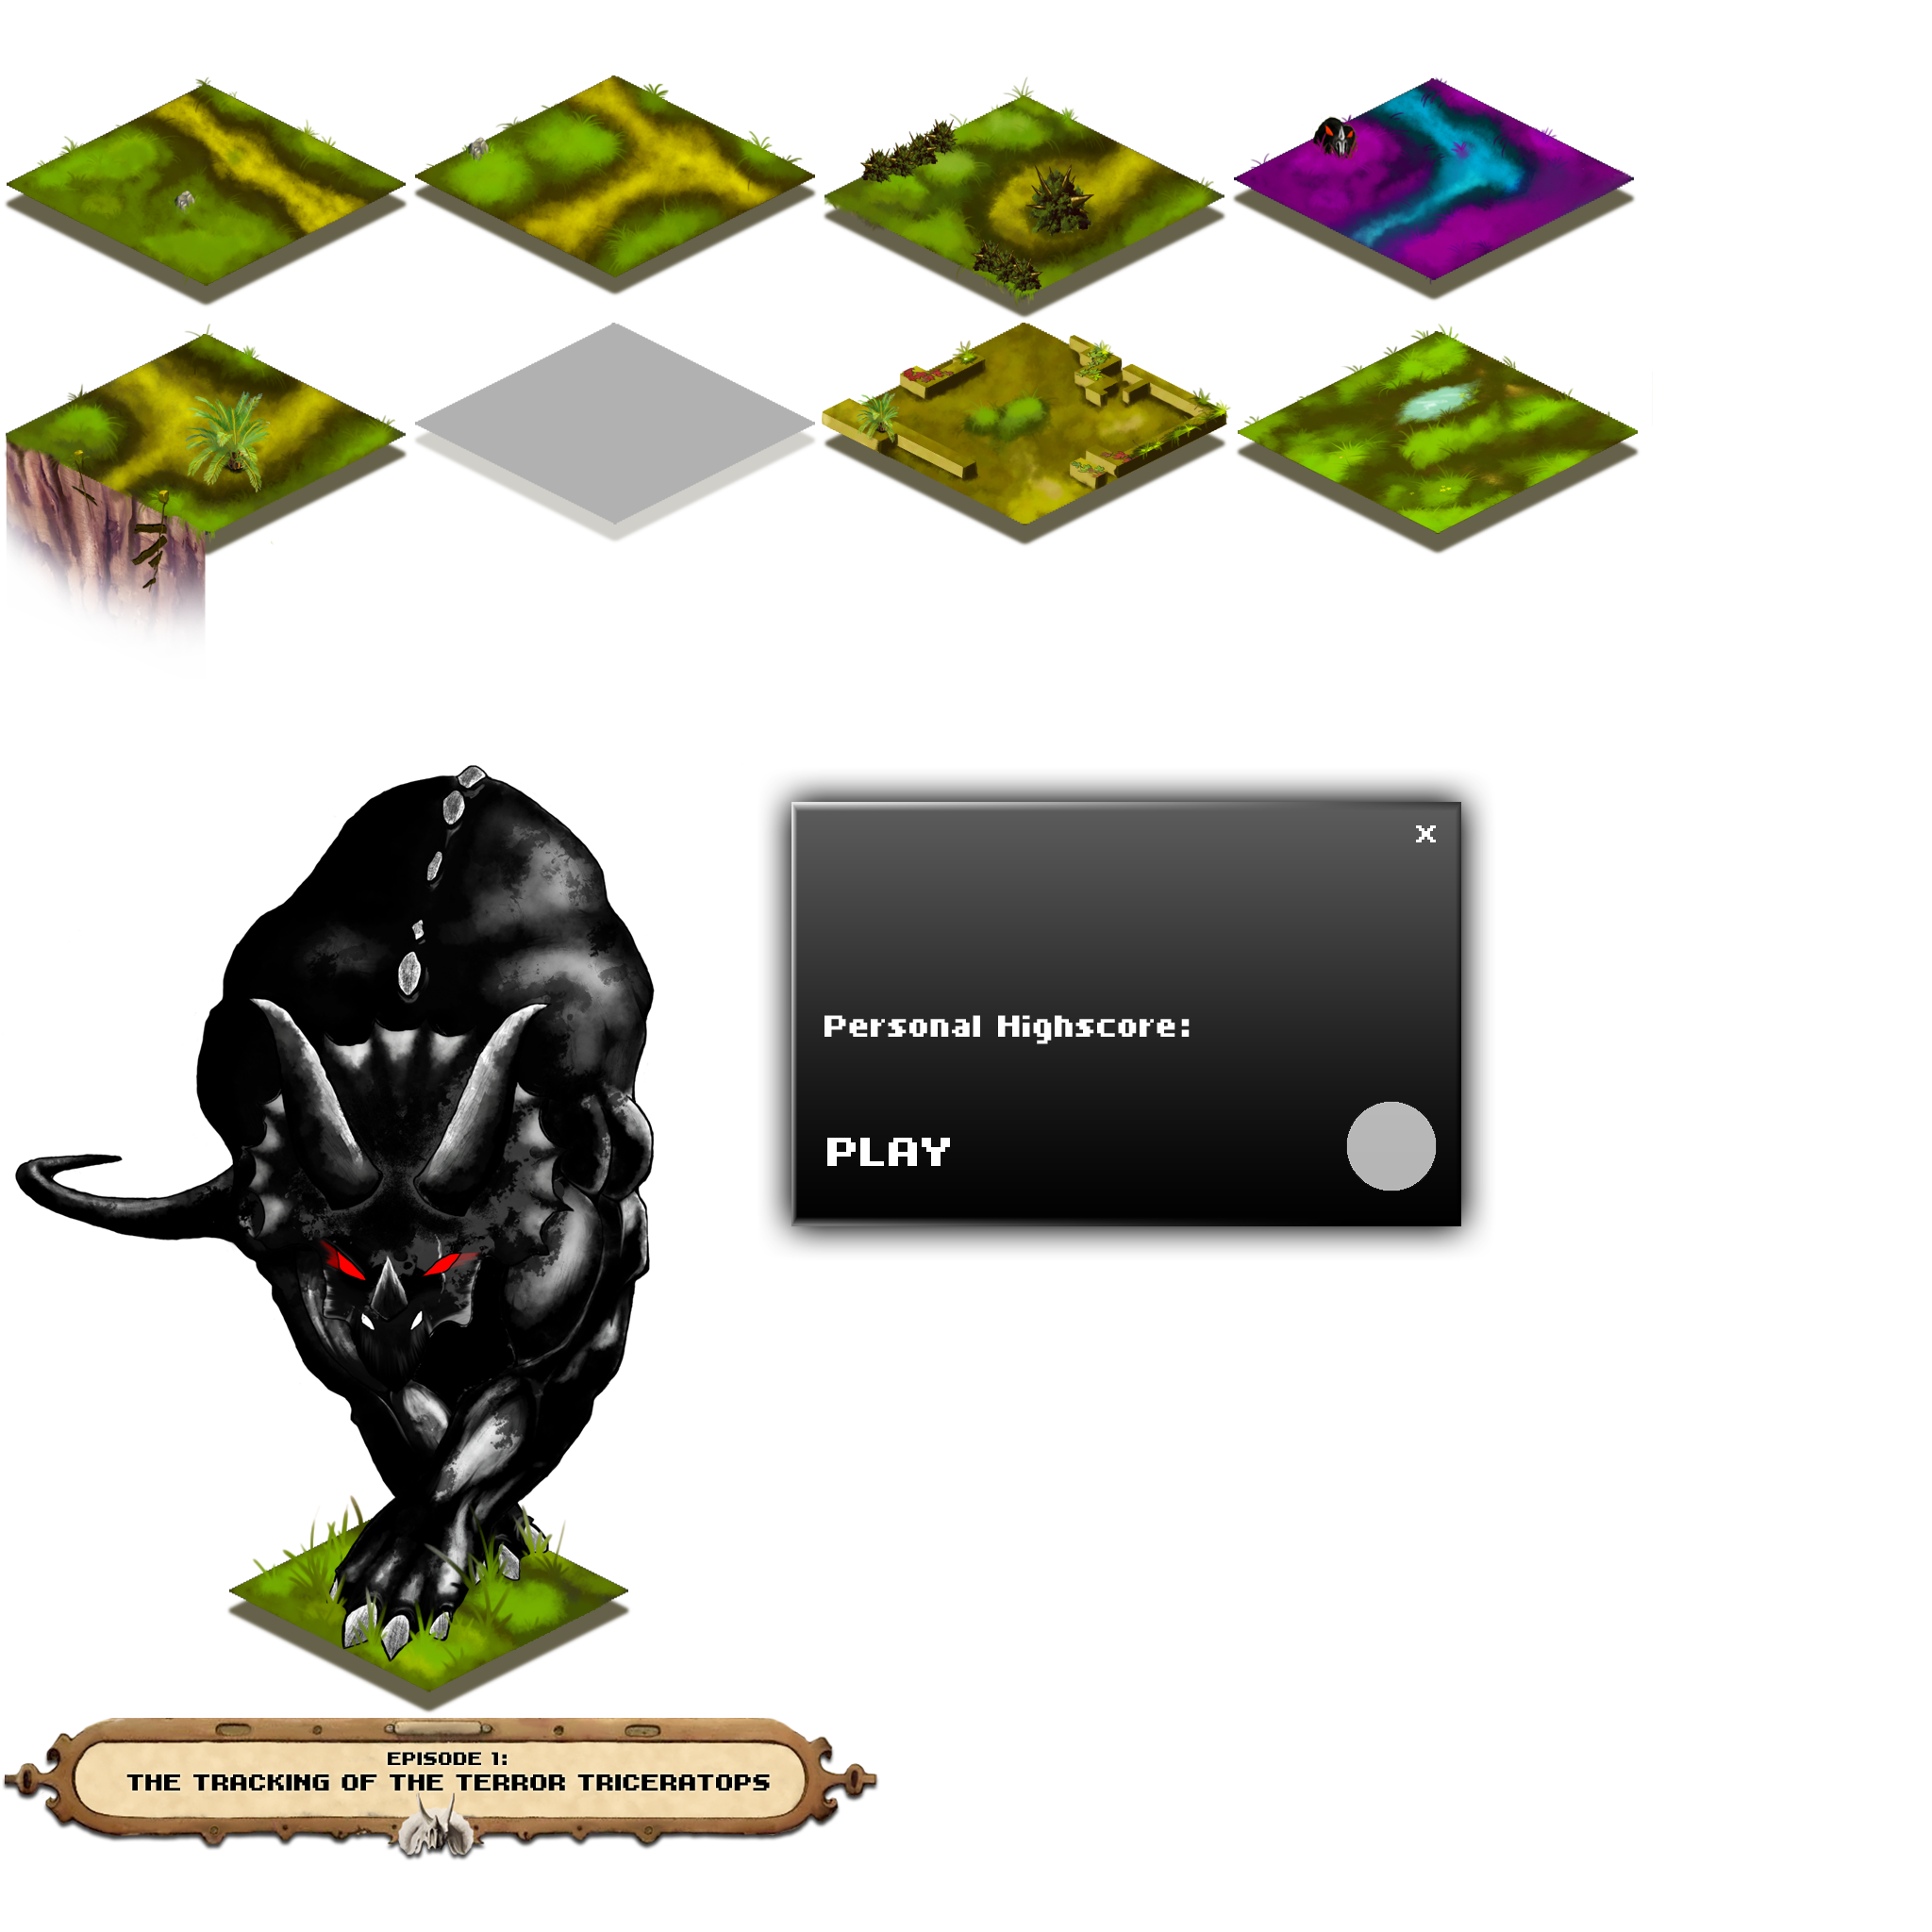 x
Personal Highscore:
PLAY
EPISODE 1:
THE TRACKING OF THE TERROR TRICERATOPS